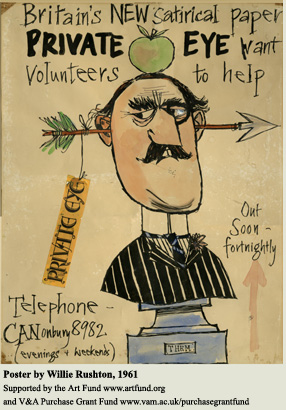 Britain's NEW satirical paper
PRIVATE EYE want
volunteers to help
PRIVATE EYE
Out
Soon -
fortnightly
Telephone -
CANonbury 8982
(evenings + weekends)
THEM
Poster by Willie Rushton, 1961
Supported by the Art Fund www.artfund.org
and V&A Purchase Grant Fund www.vam.ac.uk/purchasegrantfund